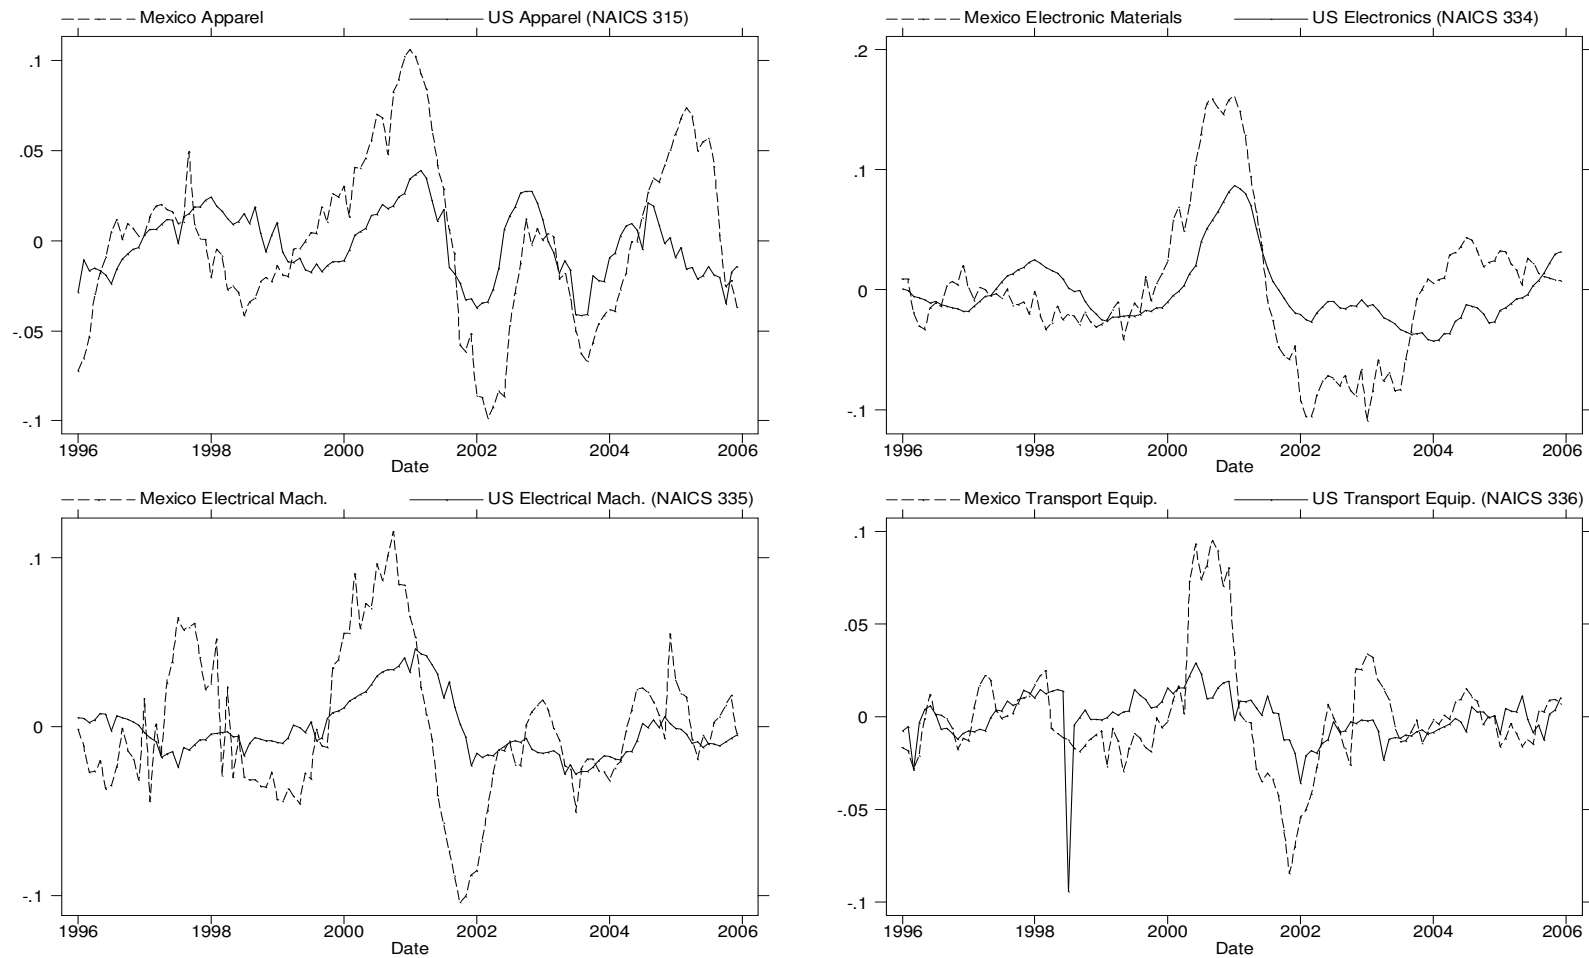 Mexico Apparel US Apparel (NAICS 315)
.1
.05
0
-.05
-.1
1996 1998 2000 2002 2004 2006
Date
Mexico Electronic Materials US Electronics (NAICS 334)
.2
.1
0
-.1
1996 1998 2000 2002 2004 2006
Date
Mexico Electrical Mach. US Electrical Mach. (NAICS 335)
.1
0
-.1
1996 1998 2000 2002 2004 2006
Date
Mexico Transport Equip. US Transport Equip. (NAICS 336)
.1
.05
0
-.05
-.1
1996 1998 2000 2002 2004 2006
Date